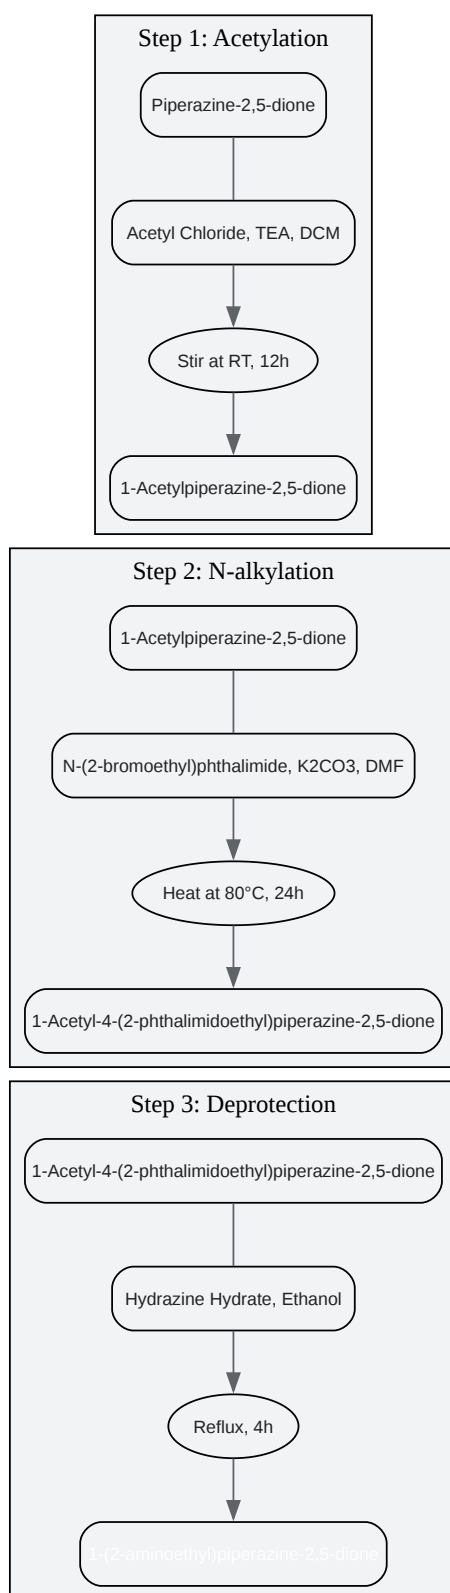 Step 1: Acetylation
Piperazine-2,5-dione
Acetyl Chloride, TEA, DCM
Stir at RT, 12h
1-Acetylpiperazine-2,5-dione
Step 2: N-alkylation
1-Acetylpiperazine-2,5-dione
N-(2-bromoethyl)phthalimide, K2CO3, DMF
Heat at 80°C, 24h
1-Acetyl-4-(2-phthalimidoethyl)piperazine-2,5-dione
Step 3: Deprotection
1-Acetyl-4-(2-phthalimidoethyl)piperazine-2,5-dione
Hydrazine Hydrate, Ethanol
Reflux, 4h
1-(2-aminoethyl)piperazine-2,5-dione